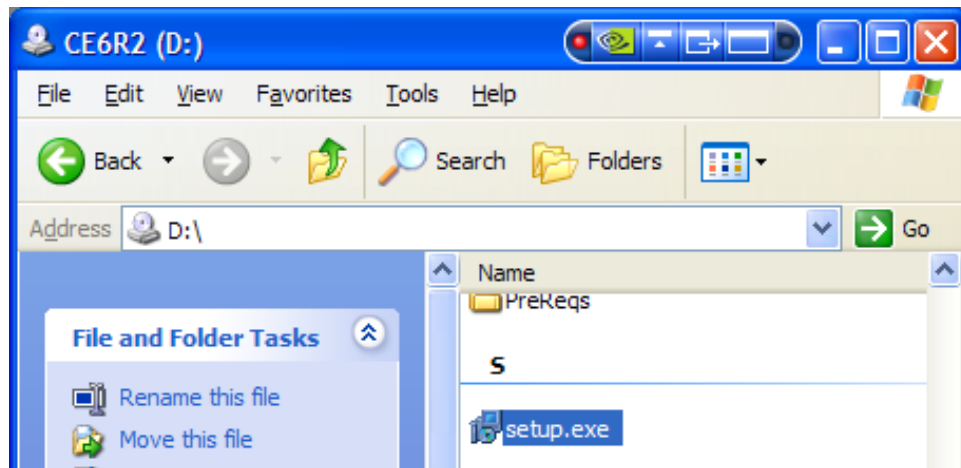 CE6R2 (D:)
File Edit View Favorites Tools Help
Back Search Folders
Address D:\ Go
Name
PreReqs
File and Folder Tasks
S
Rename this file
setup.exe
Move this file